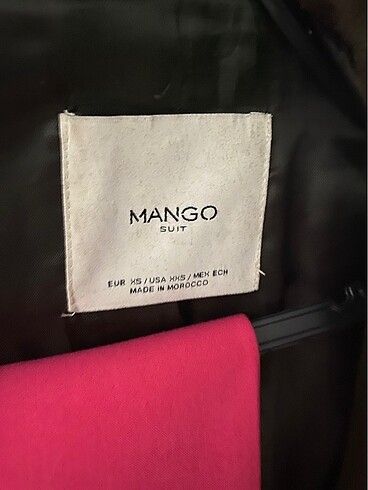 MANGO
SUIT
EUR XS / USA XXS / MEX ECH
MADE IN MOROCCO